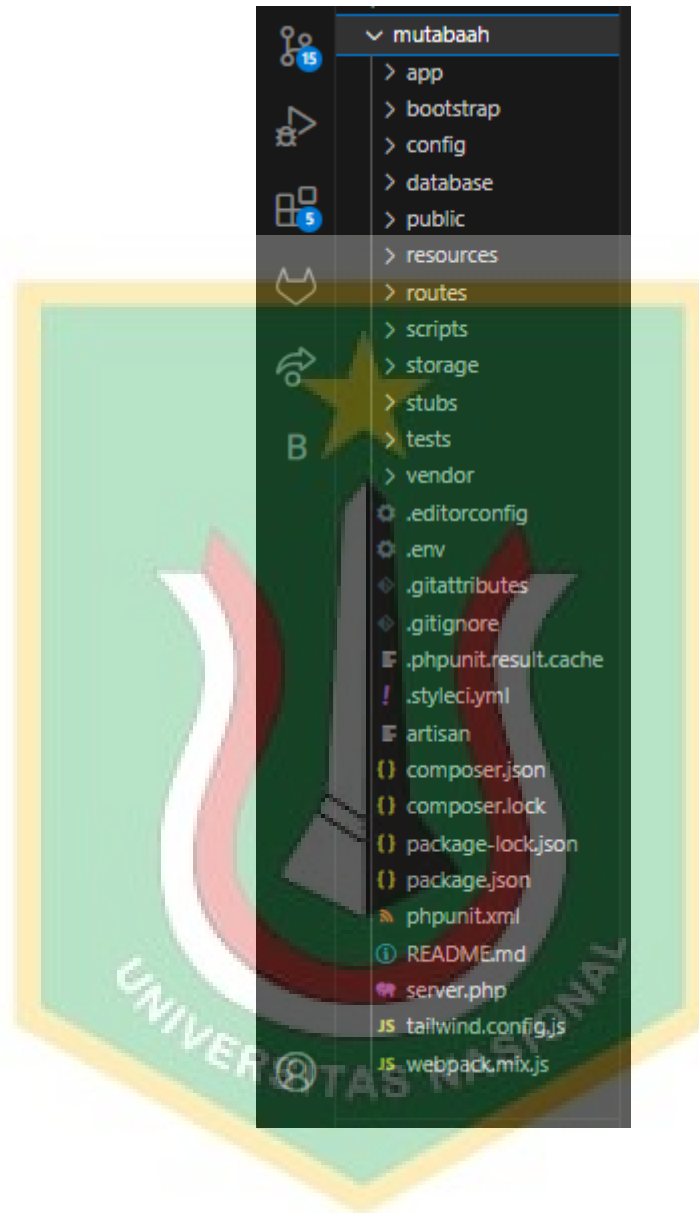 15
mutabaah
app
bootstrap
config
database
5
public
resources
routes
scripts
storage
stubs
B
tests
vendor
.editorconfig
.env
.gitattributes
.gitignore
.phpunit.result.cache
! .styleci.yml
artisan
{} composer.json
{} composer.lock
{} package-lock.json
{} package.json
phpunit.xml
README.md
server.php
JS tailwind.config.js
JS webpack.mix.js
UNIVERSITAS NASIONAL